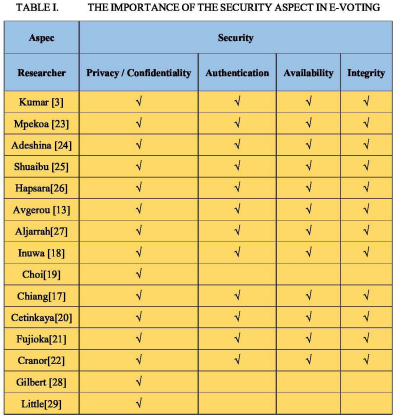 TABLE I. THE IMPORTANCE OF THE SECURITY ASPECT IN E-VOTING
Aspec Security
Researcher Privacy / Confidentiality Authentication Availability Integrity
Kumar [3] √ √ √ √
Mpekoa [23] √ √ √ √
Adeshina [24] √ √ √ √
Shuaibu [25] √ √ √ √
Hapsara[26] √ √ √ √
Avgerou [13] √ √ √ √
Aljarrah[27] √ √ √ √
Inuwa [18] √ √ √ √
Choi[19] √
Chiang[17] √ √ √ √
Cetinkaya[20] √ √ √ √
Fujioka[21] √ √ √ √
Cranor[22] √ √ √ √
Gilbert [28] √
Little[29] √